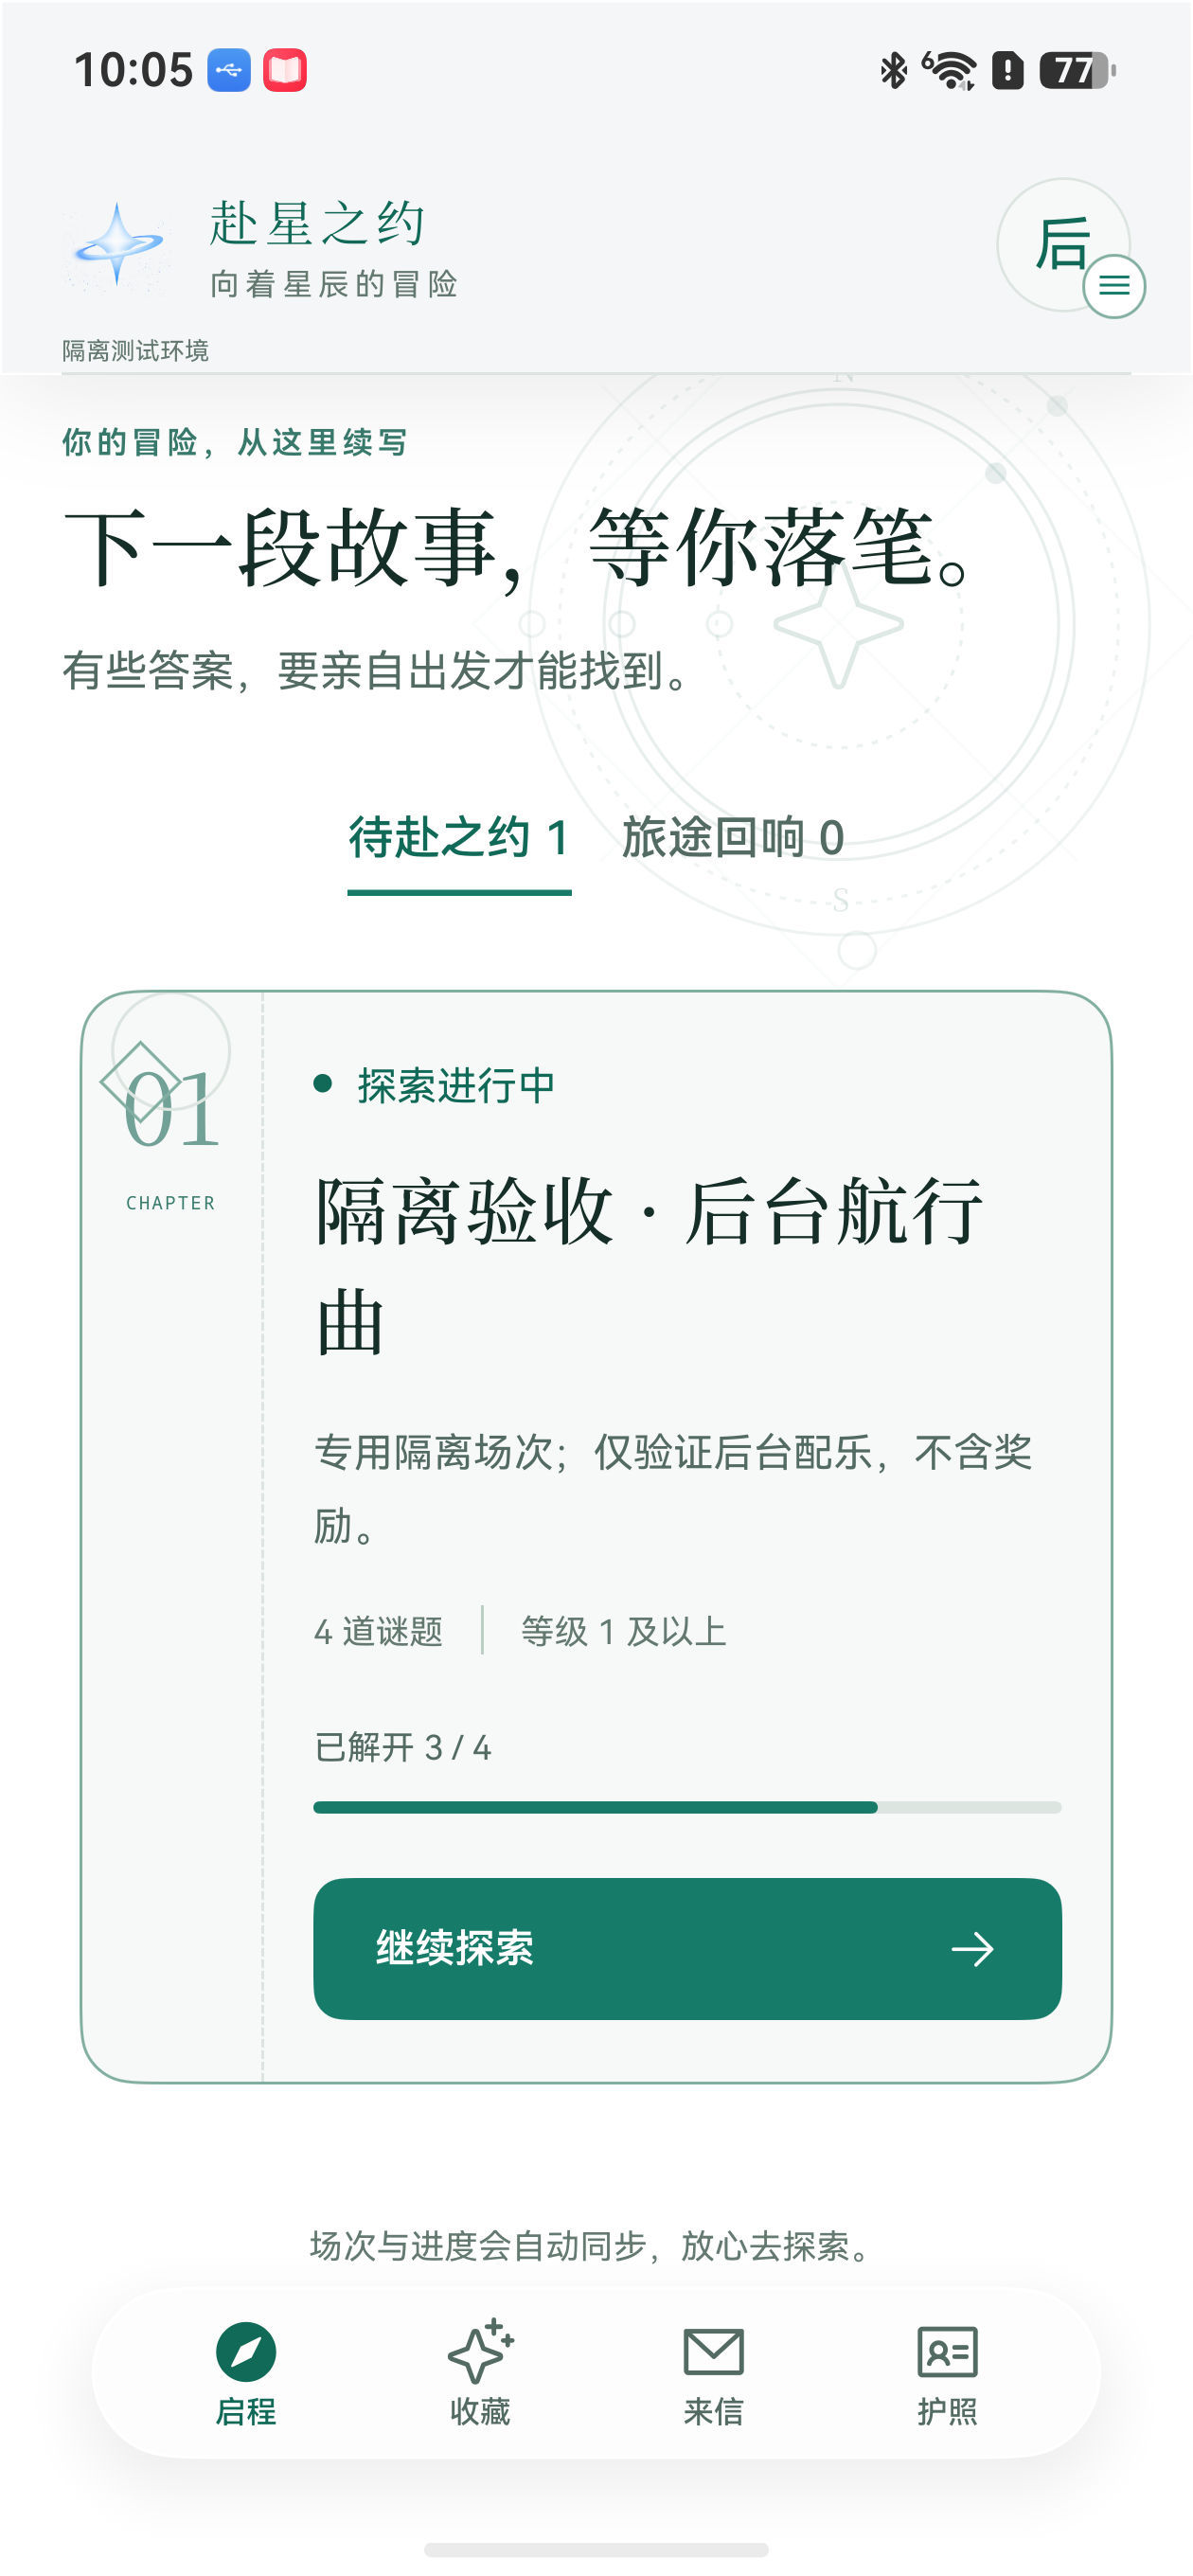 10:05
6
77
赴星之约
向着星辰的冒险
后
隔离测试环境
N
你的冒险，从这里续写
下一段故事，等你落笔。
有些答案，要亲自出发才能找到。
待赴之约 1
旅途回响 0
S
01
CHAPTER
探索进行中
隔离验收 · 后台航行
曲
专用隔离场次；仅验证后台配乐，不含奖
励。
4 道谜题
等级 1 及以上
已解开 3 / 4
继续探索
场次与进度会自动同步，放心去探索。
启程
收藏
来信
护照